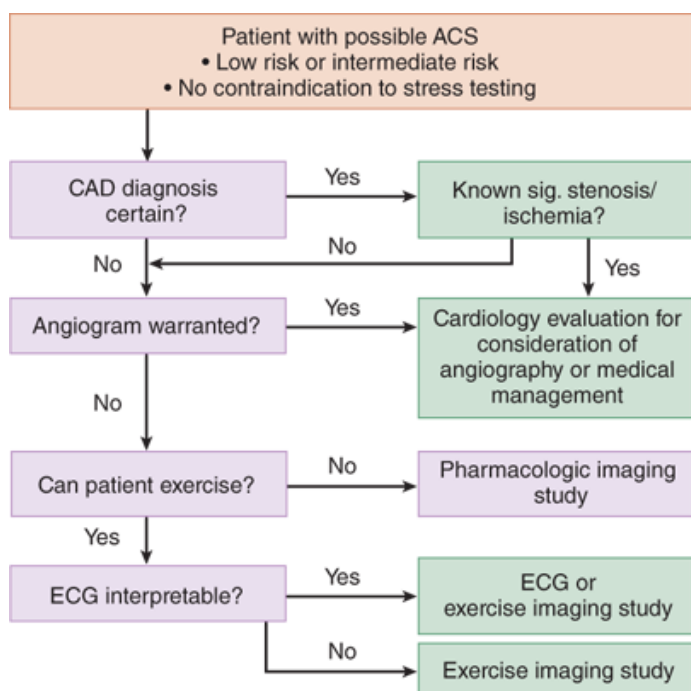 Patient with possible ACS
• Low risk or intermediate risk
• No contraindication to stress testing
CAD diagnosis
certain?
Yes
Known sig. stenosis/
ischemia?
No
No
Yes
Angiogram warranted?
Yes
Cardiology evaluation for
consideration of
angiography or medical
management
No
Can patient exercise?
No
Pharmacologic imaging
study
Yes
ECG interpretable?
Yes
ECG or
exercise imaging study
No
Exercise imaging study